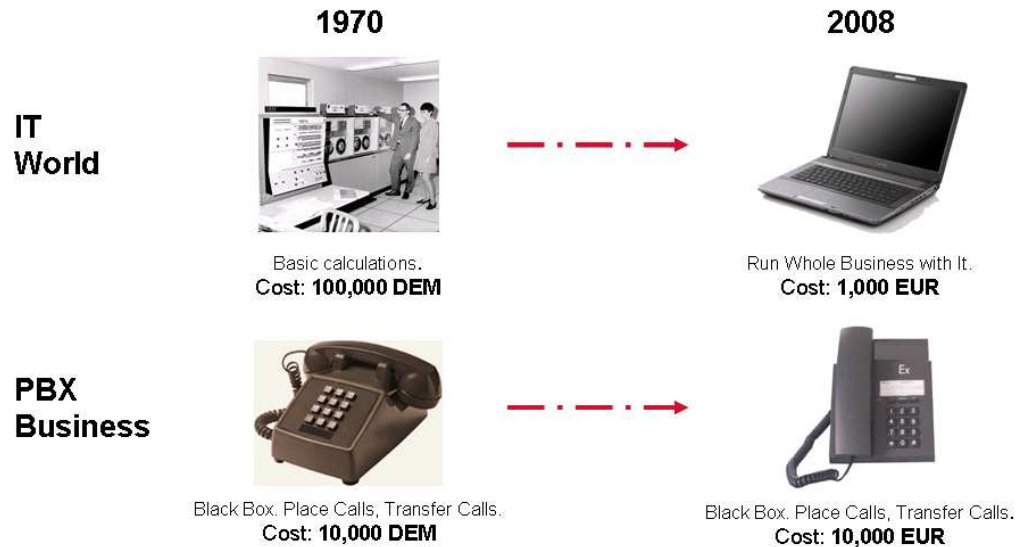 1970
2008
IT
World
Basic calculations.
Cost: 100,000 DEM
Run Whole Business with It.
Cost: 1,000 EUR
PBX
Business
Ex
Black Box. Place Calls, Transfer Calls.
Cost: 10,000 DEM
Black Box. Place Calls, Transfer Calls.
Cost: 10,000 EUR